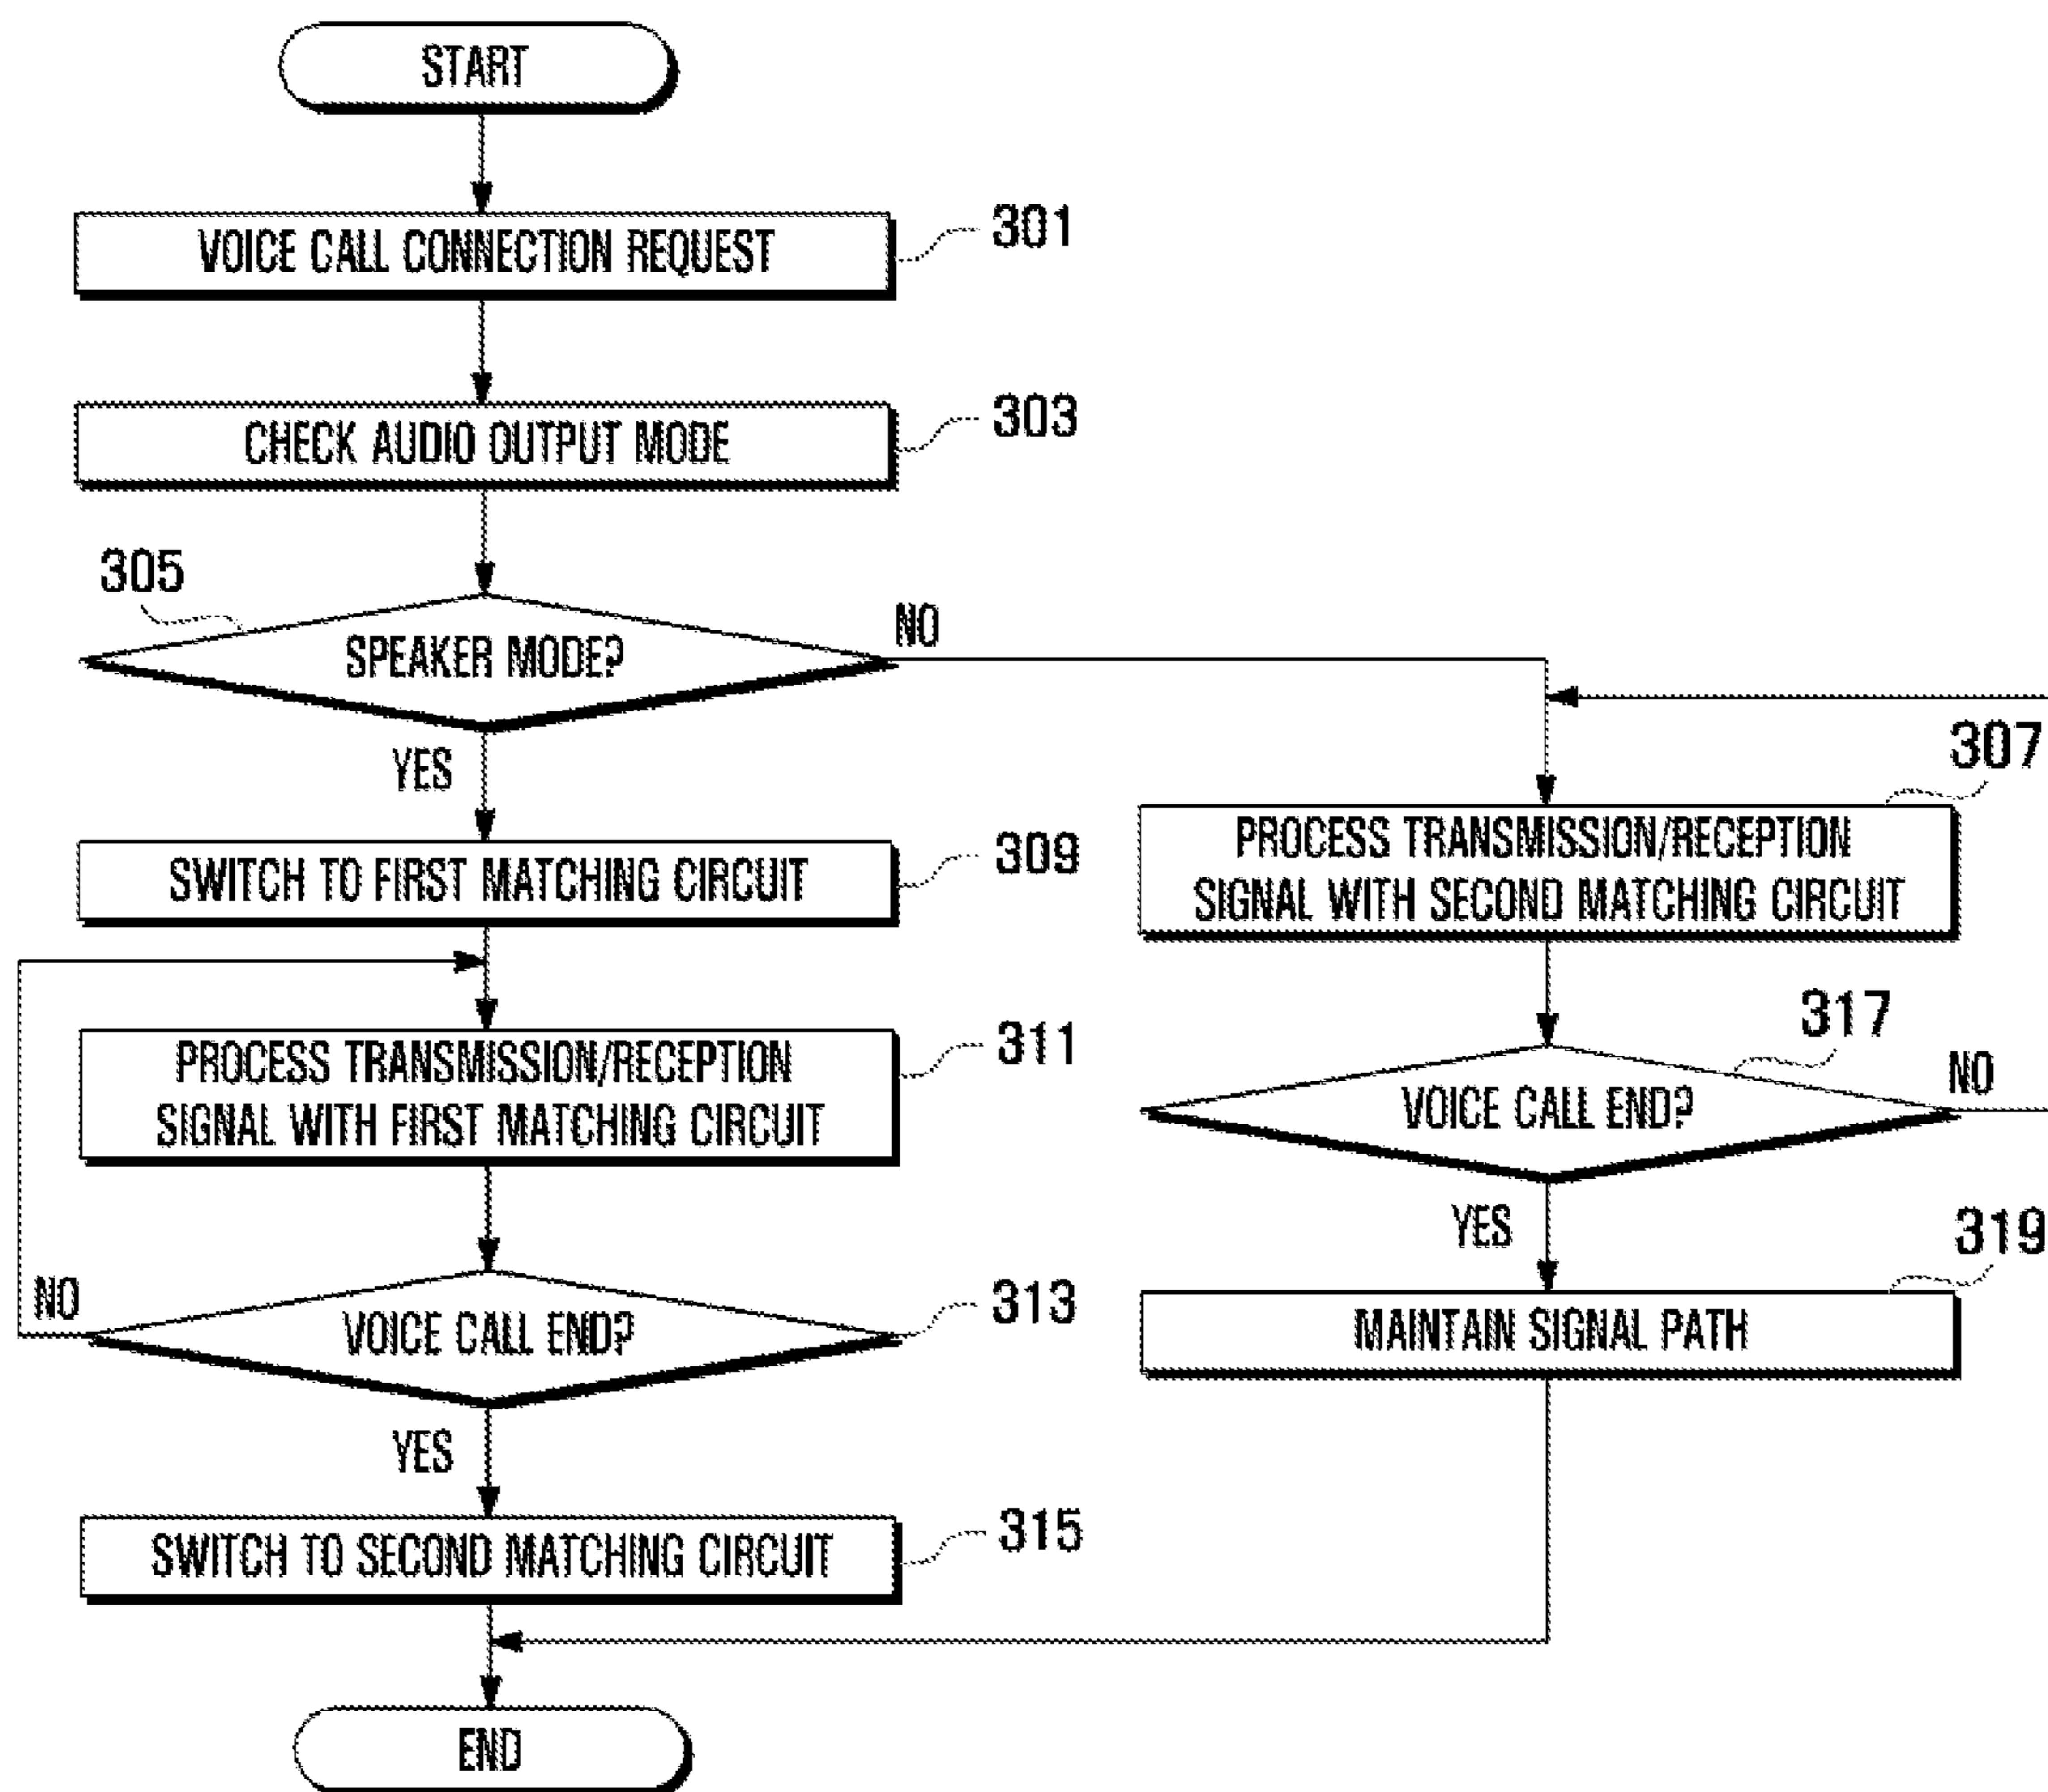 START
VOICE CALL CONNECTION REQUEST
301
CHECK AUDIO OUTPUT MODE
303
305
SPEAKER MODE?
NO
YES
307
PROCESS TRANSMISSION/RECEPTION
SIGNAL WITH SECOND MATCHING CIRCUIT
SWITCH TO FIRST MATCHING CIRCUIT
309
PROCESS TRANSMISSION/RECEPTION
SIGNAL WITH FIRST MATCHING CIRCUIT
311
317
VOICE CALL END?
NO
YES
319
MAINTAIN SIGNAL PATH
NO
VOICE CALL END?
313
YES
SWITCH TO SECOND MATCHING CIRCUIT
315
END